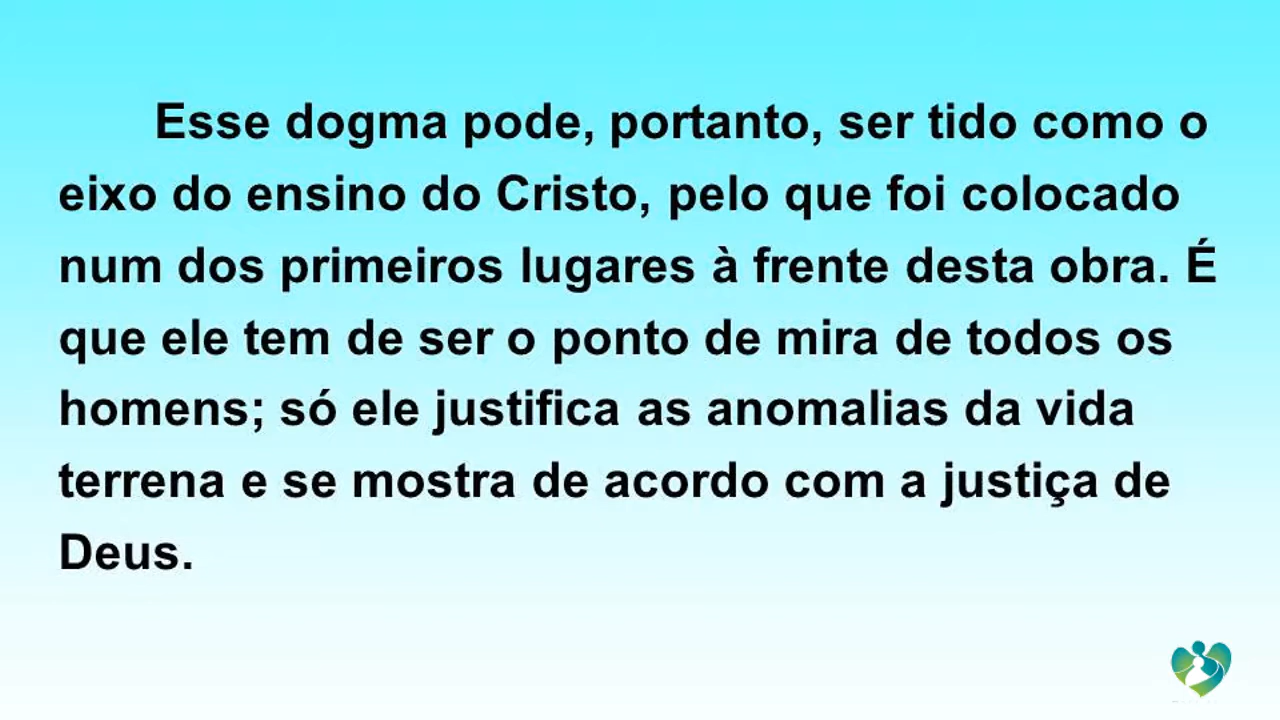 Esse dogma pode, portanto, ser tido como o
eixo do ensino do Cristo, pelo que foi colocado
num dos primeiros lugares à frente desta obra. É
que ele tem de ser o ponto de mira de todos os
homens; só ele justifica as anomalias da vida
terrena e se mostra de acordo com a justiça de
Deus.